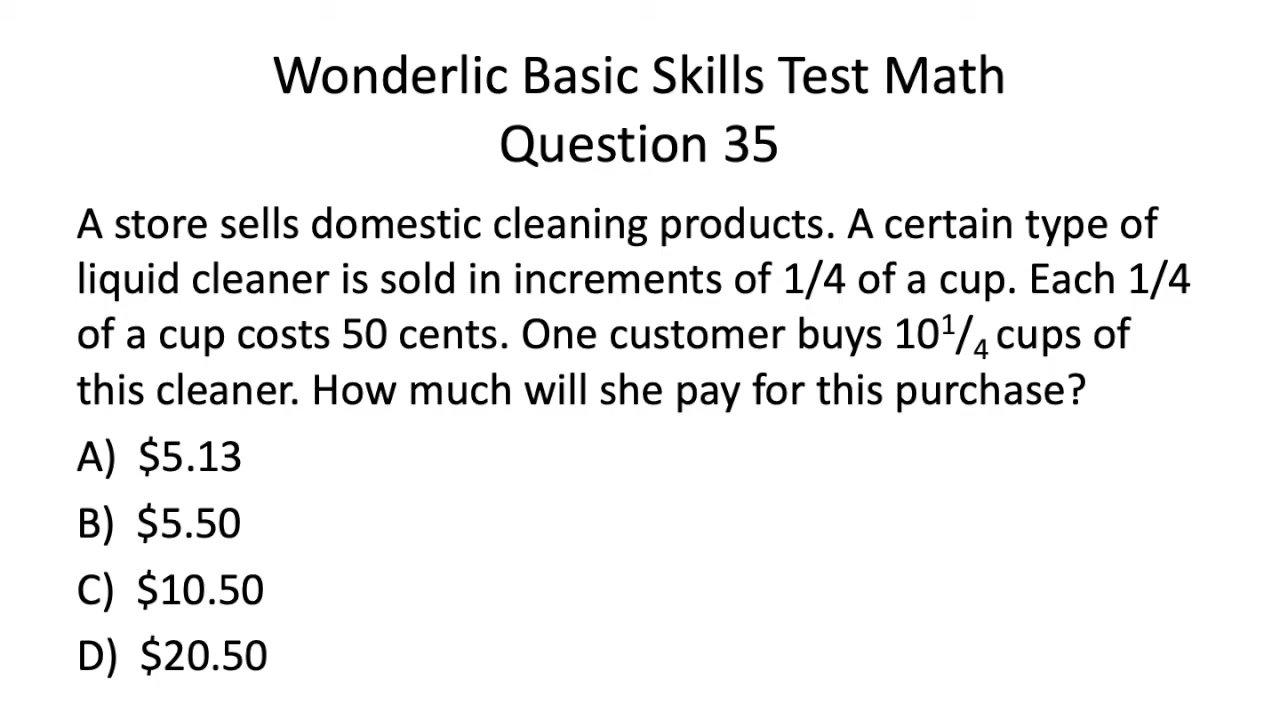 Wonderlic Basic Skills Test Math
Question 35
A store sells domestic cleaning products. A certain type of
liquid cleaner is sold in increments of 1/4 of a cup. Each 1/4
of a cup costs 50 cents. One customer buys 10¹/₄ cups of
this cleaner. How much will she pay for this purchase?
A) $5.13
B) $5.50
C) $10.50
D) $20.50